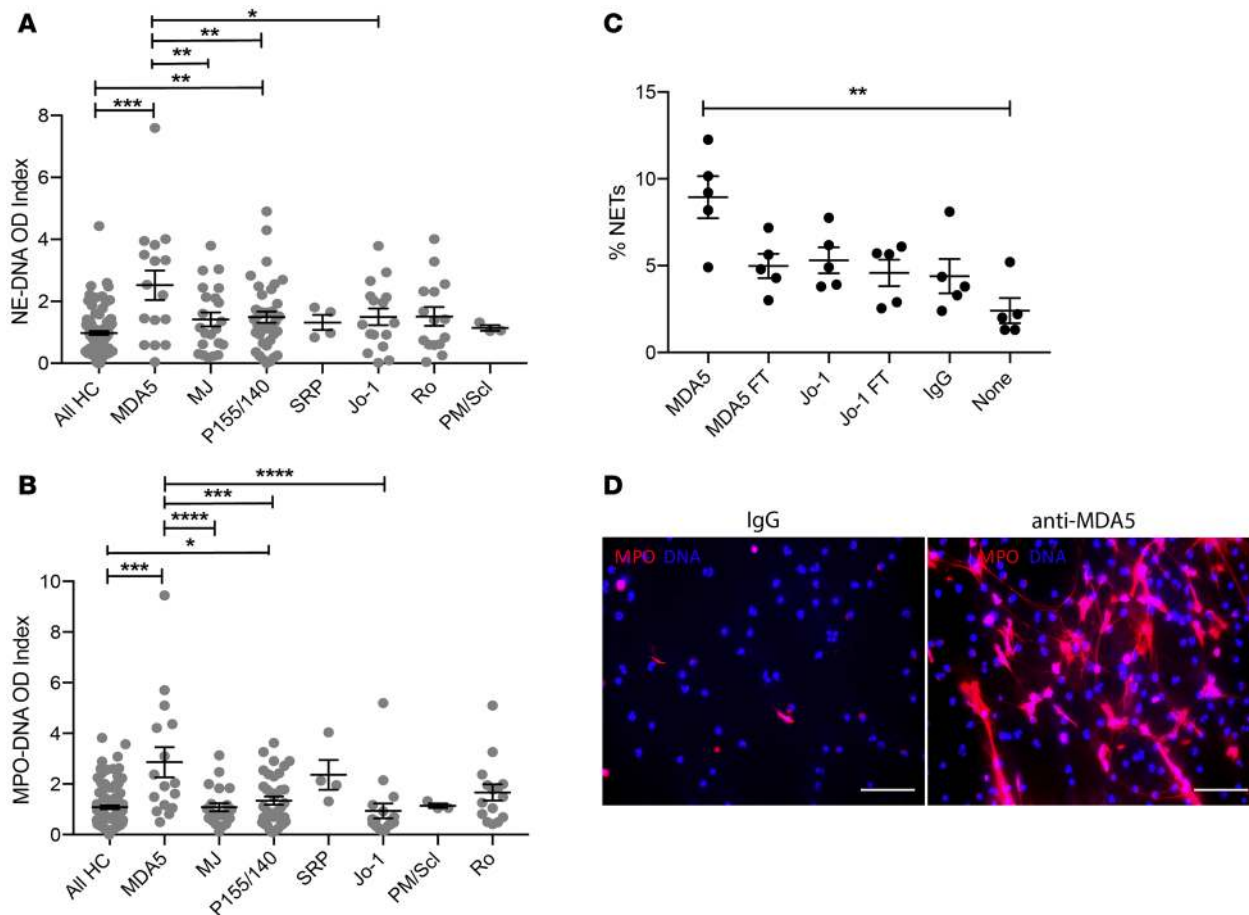 A
*
**
**
**
***
NE-DNA OD Index
8
6
4
2
0
All HC
MDA5
MJ
P155/140
SRP
Jo-1
Ro
PM/Scl
B
****
***
****
*
***
MPO-DNA OD Index
10
8
6
4
2
0
All HC
MDA5
MJ
P155/140
SRP
Jo-1
PM/Scl
Ro
C
**
% NETs
15
10
5
0
MDA5
MDA5 FT
Jo-1
Jo-1 FT
IgG
None
D
IgG
anti-MDA5
MPO DNA
MPO DNA